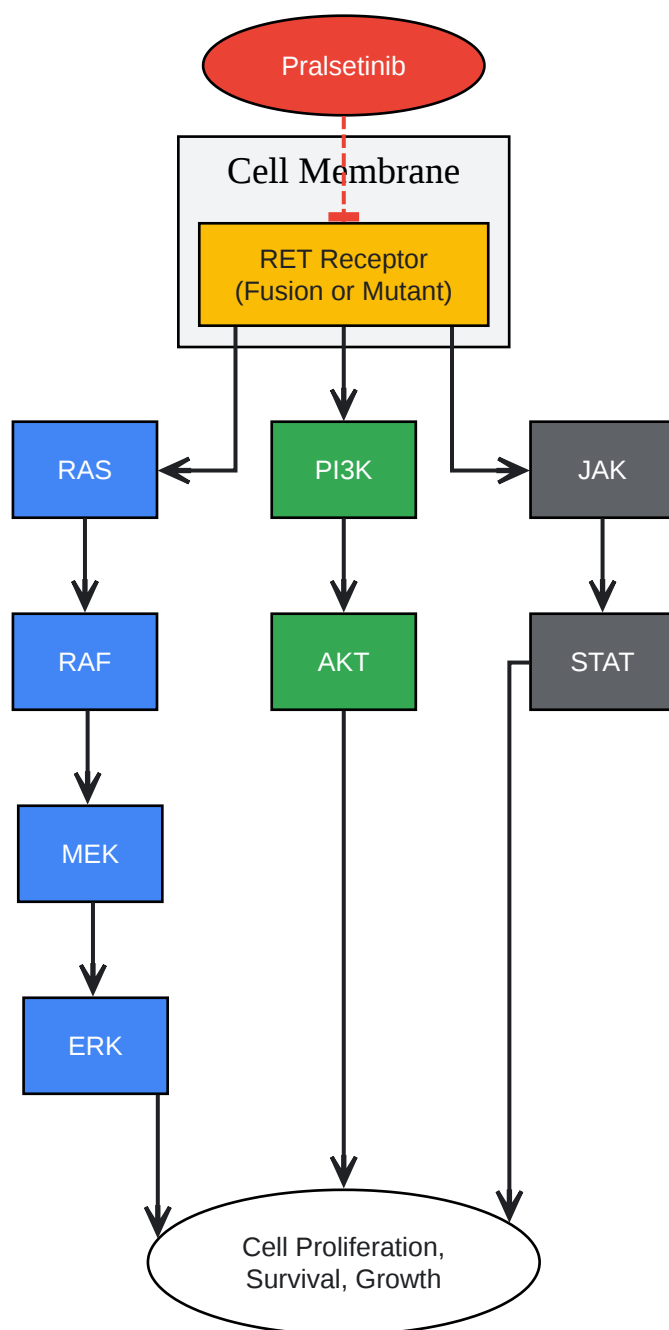 Pralsetinib
Cell Membrane
RET Receptor
(Fusion or Mutant)
RAS
PI3K
JAK
RAF
AKT
STAT
MEK
ERK
Cell Proliferation,
Survival, Growth